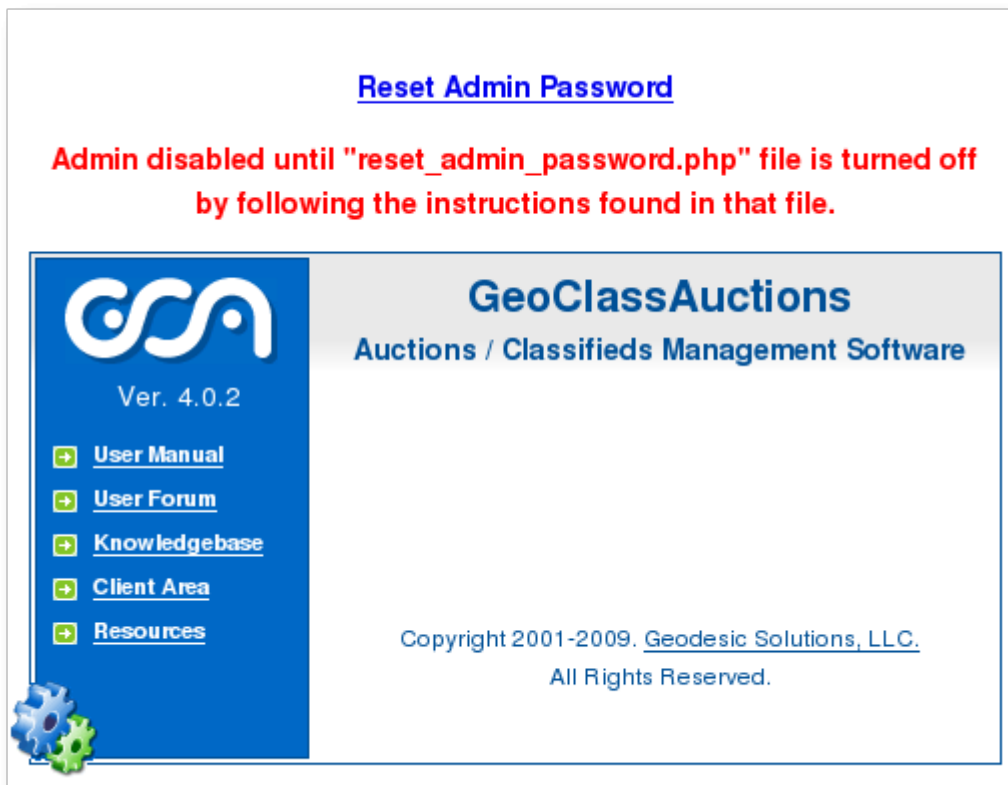 Reset Admin Password
Admin disabled until "reset_admin_password.php" file is turned off
by following the instructions found in that file.
GeoClassAuctions
Auctions / Classifieds Management Software
gca
Ver. 4.0.2
User Manual
User Forum
Knowledgebase
Client Area
Resources
Copyright 2001-2009. Geodesic Solutions, LLC.
All Rights Reserved.